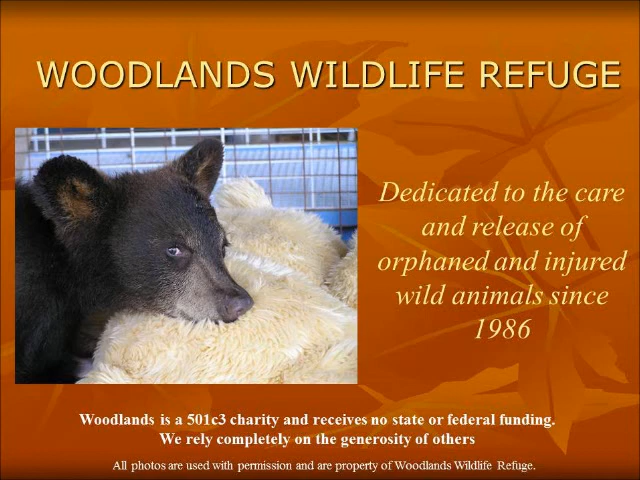 WOODLANDS WILDLIFE REFUGE
Dedicated to the care
and release of
orphaned and injured
wild animals since
1986
Woodlands is a 501c3 charity and receives no state or federal funding.
We rely completely on the generosity of others
All photos are used with permission and are property of Woodlands Wildlife Refuge.